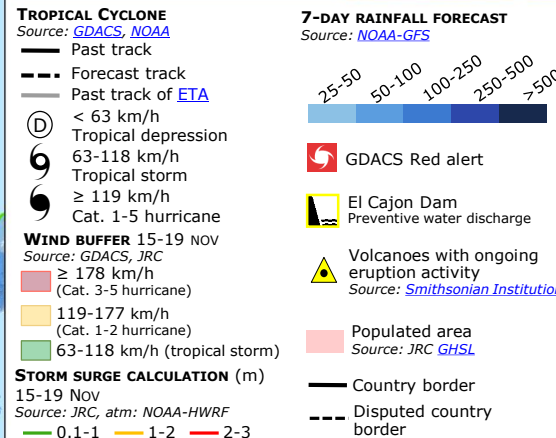 TROPICAL CYCLONE
Source: GDACS, NOAA
Past track
Forecast track
Past track of ETA
D
< 63 km/h
Tropical depression
63-118 km/h
Tropical storm
≥ 119 km/h
Cat. 1-5 hurricane
WIND BUFFER 15-19 NOV
Source: GDACS, JRC
≥ 178 km/h
(Cat. 3-5 hurricane)
119-177 km/h
(Cat. 1-2 hurricane)
63-118 km/h (tropical storm)
STORM SURGE CALCULATION (m)
15-19 NOV
Source: JRC, atm: NOAA-HWRF
0.1-1 1-2 2-3
7-DAY RAINFALL FORECAST
Source: NOAA-GFS
25-50 50-100 100-250 250-500 >500
GDACS Red alert
El Cajon Dam
Preventive water discharge
Volcanoes with ongoing
eruption activity
Source: Smithsonian Institution
Populated area
Source: JRC GHSL
Country border
Disputed country
border